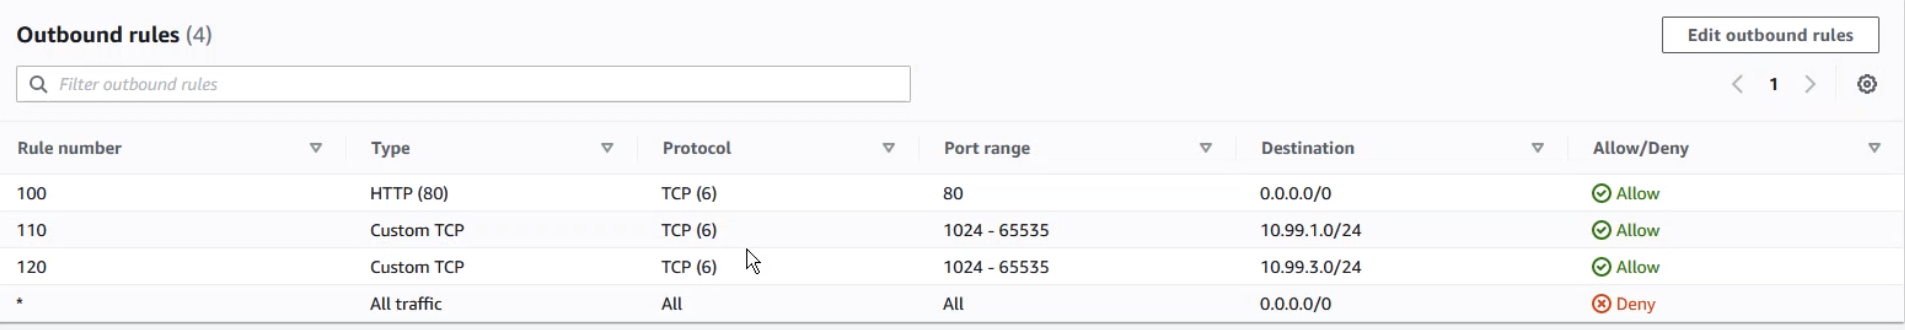 Outbound rules (4)
Edit outbound rules
Filter outbound rules
1
Rule number Type Protocol Port range Destination Allow/Deny
100 HTTP (80) TCP (6) 80 0.0.0.0/0 Allow
110 Custom TCP TCP (6) 1024 - 65535 10.99.1.0/24 Allow
120 Custom TCP TCP (6) 1024 - 65535 10.99.3.0/24 Allow
* All traffic All All 0.0.0.0/0 Deny